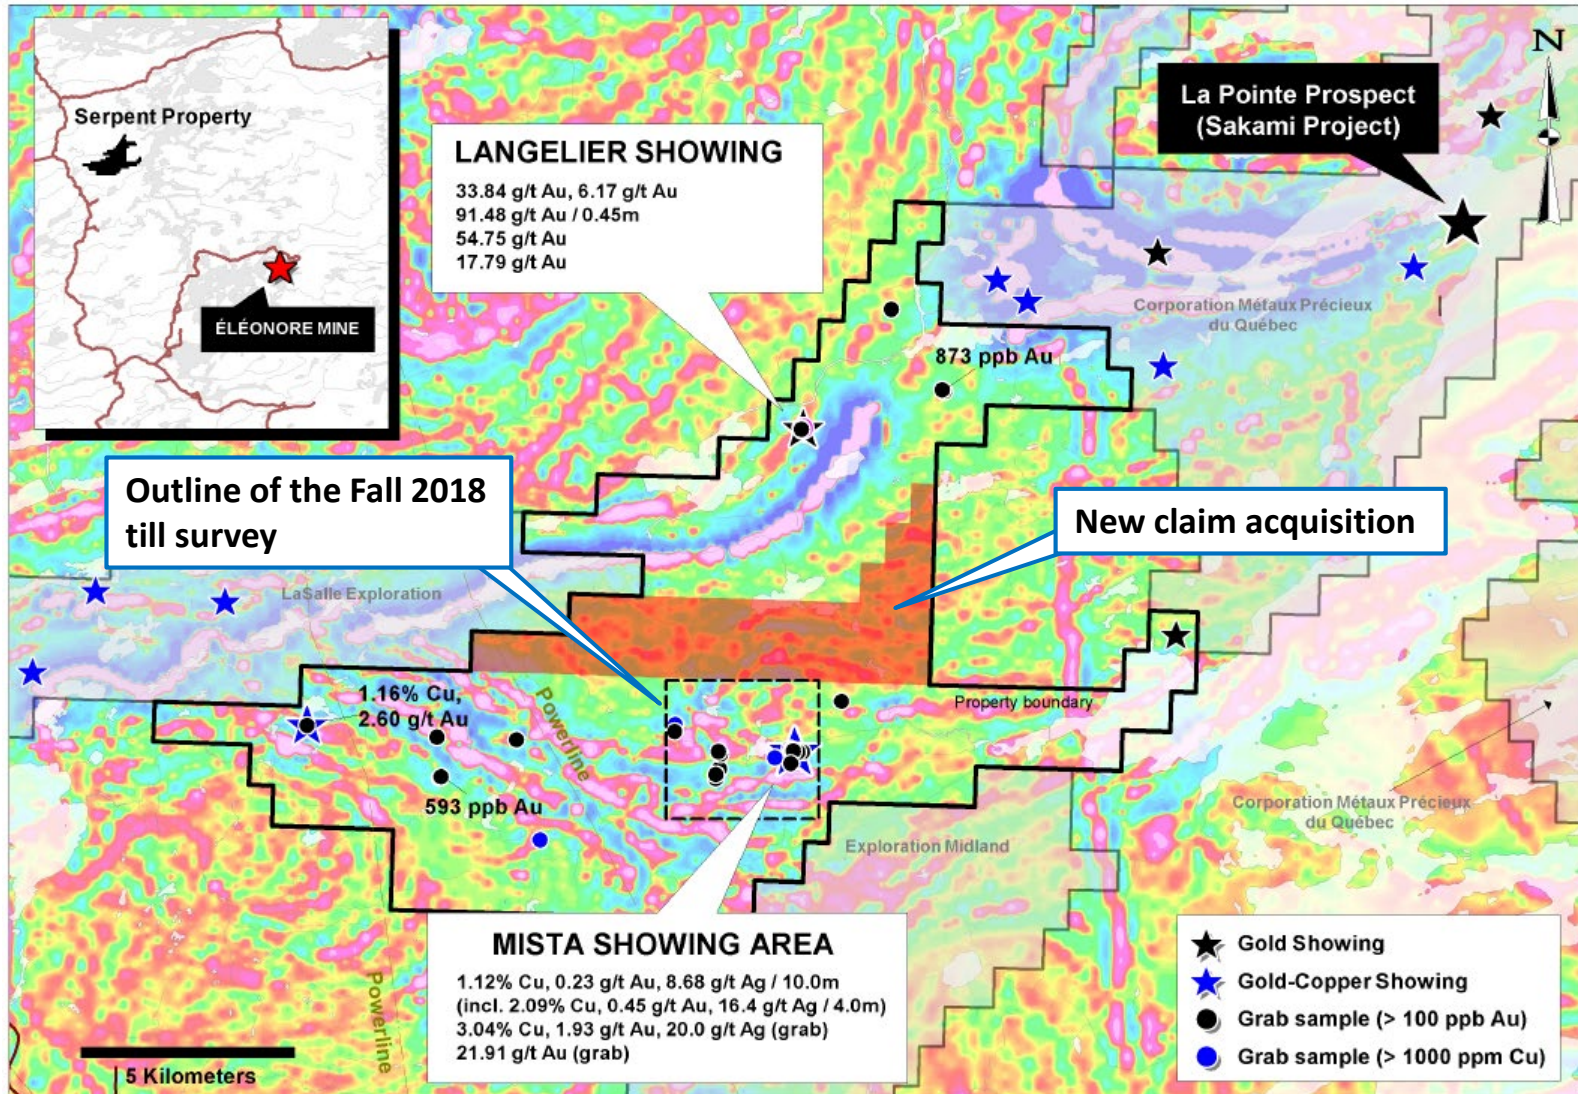 Serpent Property
ÉLÉONORE MINE
LANGELIER SHOWING
33.84 g/t Au, 6.17 g/t Au
91.48 g/t Au / 0.45m
54.75 g/t Au
17.79 g/t Au
La Pointe Prospect
(Sakami Project)
N
Corporation Métaux Précieux
du Québec
873 ppb Au
Outline of the Fall 2018
till survey
New claim acquisition
LaSalle Exploration
1.16% Cu,
2.60 g/t Au
Powerline
Property boundary
593 ppb Au
Exploration Midland
Corporation Métaux Précieux
du Québec
MISTA SHOWING AREA
1.12% Cu, 0.23 g/t Au, 8.68 g/t Ag / 10.0m
(incl. 2.09% Cu, 0.45 g/t Au, 16.4 g/t Ag / 4.0m)
3.04% Cu, 1.93 g/t Au, 20.0 g/t Ag (grab)
21.91 g/t Au (grab)
Powerline
5 Kilometers
Gold Showing
Gold-Copper Showing
Grab sample (> 100 ppb Au)
Grab sample (> 1000 ppm Cu)